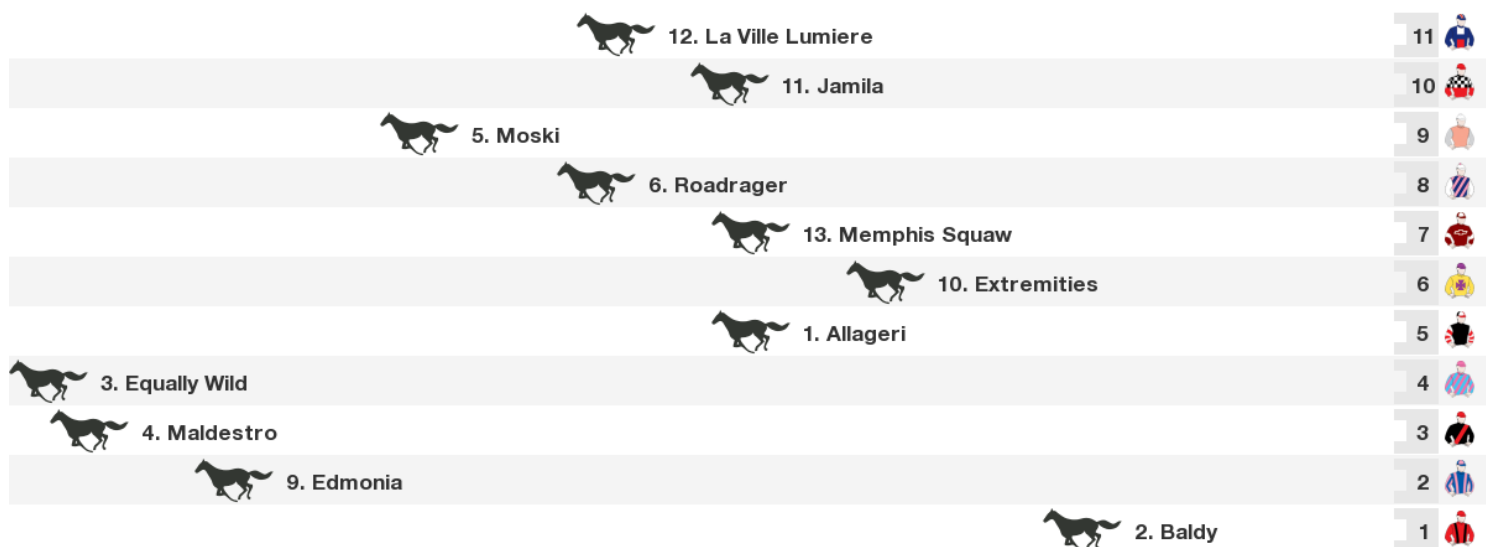 12. La Ville Lumiere 11
11. Jamila 10
5. Moski 9
6. Roadrager 8
13. Memphis Squaw 7
10. Extremities 6
1. Allageri 5
3. Equally Wild 4
4. Maldestro 3
9. Edmonia 2
2. Baldy 1